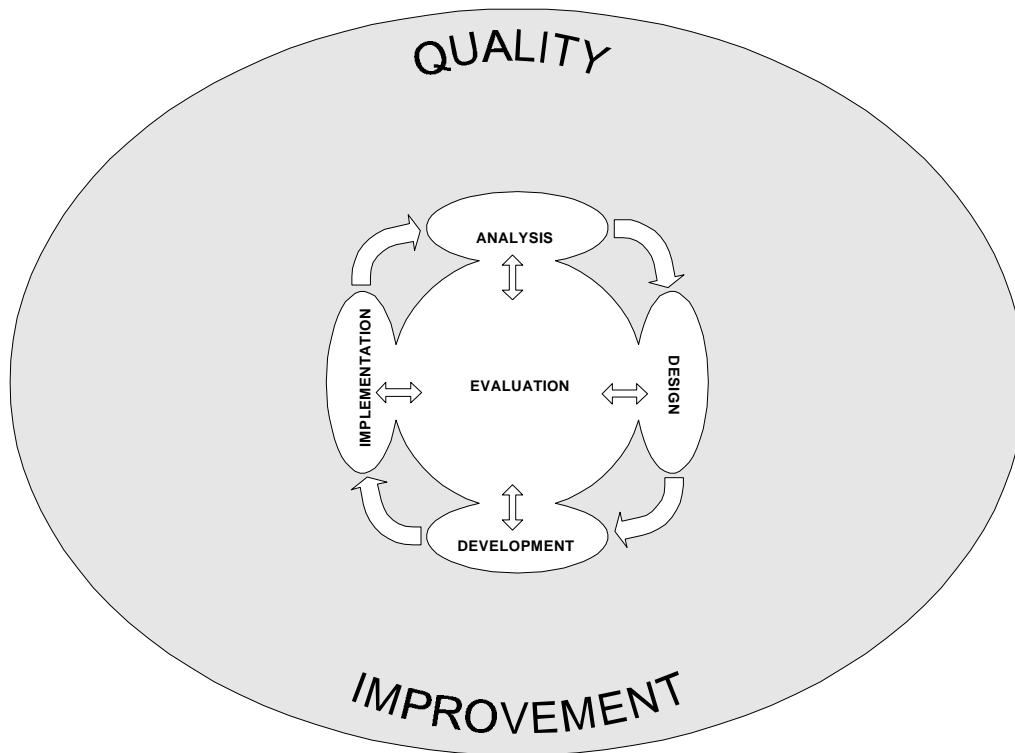 QUALITY
ANALYSIS
IMPLEMENTATION
EVALUATION
DESIGN
DEVELOPMENT
IMPROVEMENT